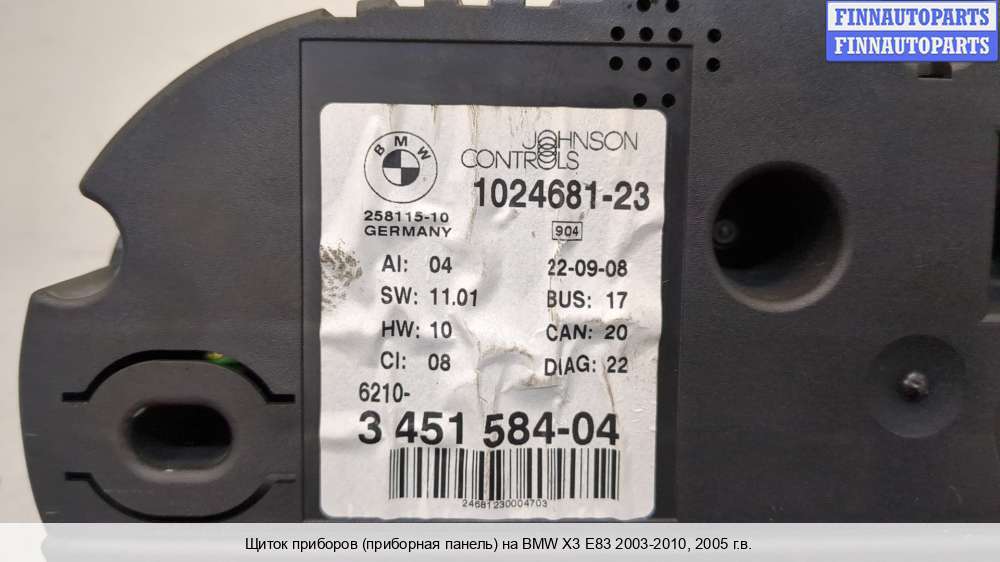 FINNAUTOPARTS
FINNAUTOPARTS
BMW
JOHNSON
CONTROLS
1024681-23
258115-10
GERMANY
904
AI: 04
22-09-08
SW: 11.01
BUS: 17
HW: 10
CAN: 20
CI: 08
DIAG: 22
6210-
3 451 584-04
24681230004703
Щиток приборов (приборная панель) на BMW X3 E83 2003-2010, 2005 г.в.